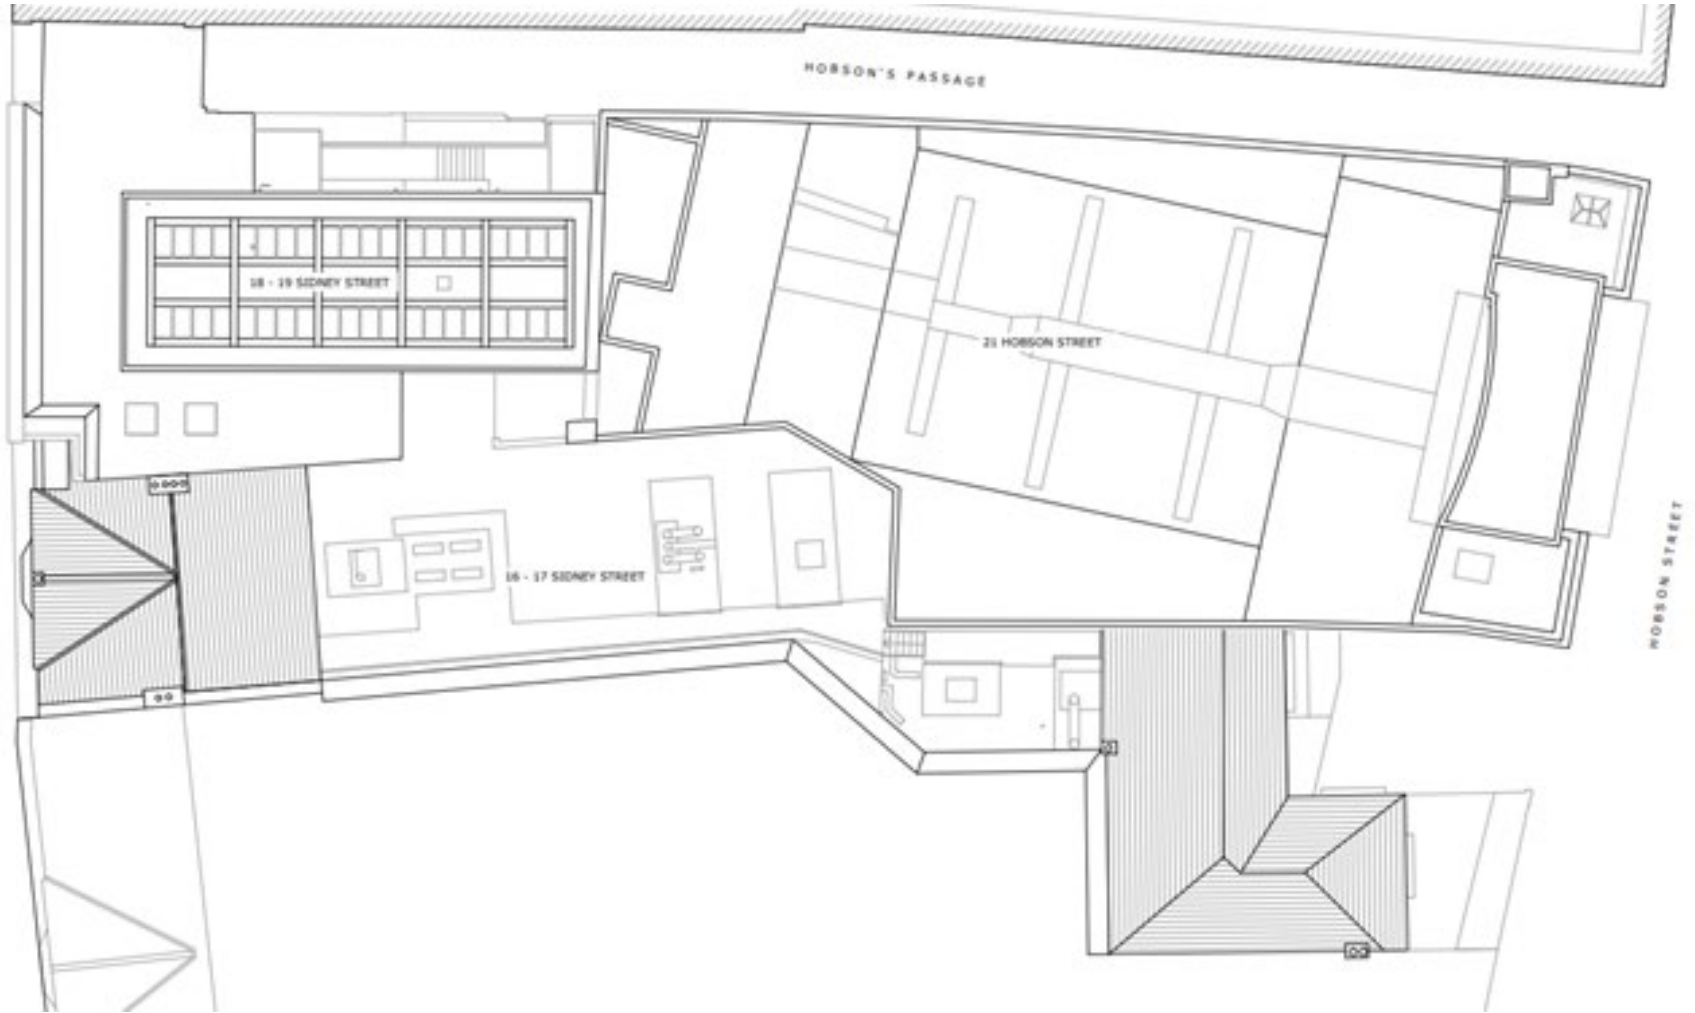 HOBSON'S PASSAGE
18 - 19 SIDNEY STREET
21 HOBSON STREET
16 - 17 SIDNEY STREET
HOBSON STREET